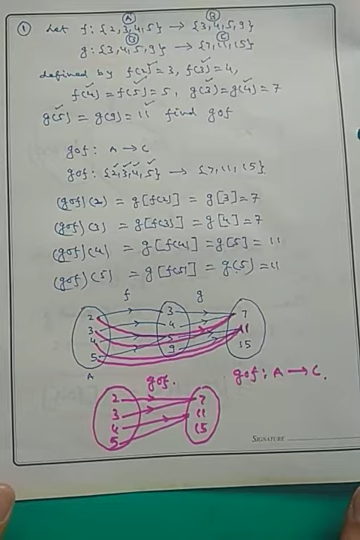 A B
① Let f: {2,3,4,5} → {3,4,5,9}
B C
g: {3,4,5,9} → {7,11,15}
defined by f(2)=3, f(3)=4,
f(4)=f(5)=5, g(3)=g(4)=7
g(5)=g(9)=11 find gof
gof: A → C
gof: {2,3,4,5} → {7,11,15}
(gof)(2) = g[f(2)] = g[3]=7
(gof)(3) = g[f(3)] = g[4]=7
(gof)(4) = g[f(4)] = g[5] = 11
(gof)(5) = g[f(5)] = g(5) = 11
f g
2 3 7
3 4 11
4 15
5 9
A
gof. gof: A → C.
2 7
3 11
4 15
5
SIGNATURE